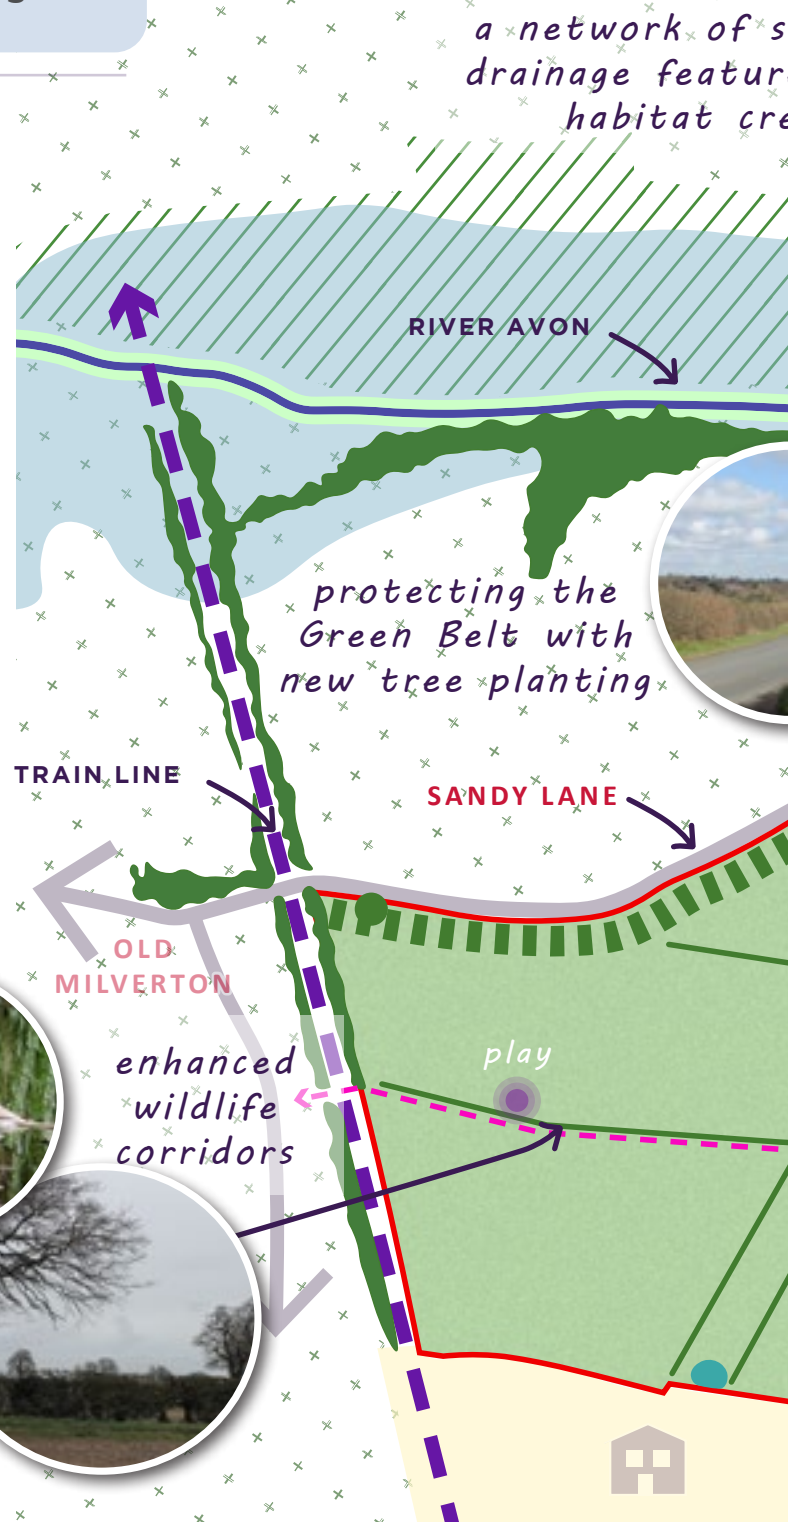 a network of s
drainage featur
habitat cre
RIVER AVON
protecting the
Green Belt with
new tree planting
TRAIN LINE
SANDY LANE
OLD
MILVERTON
play
enhanced
wildlife
corridors